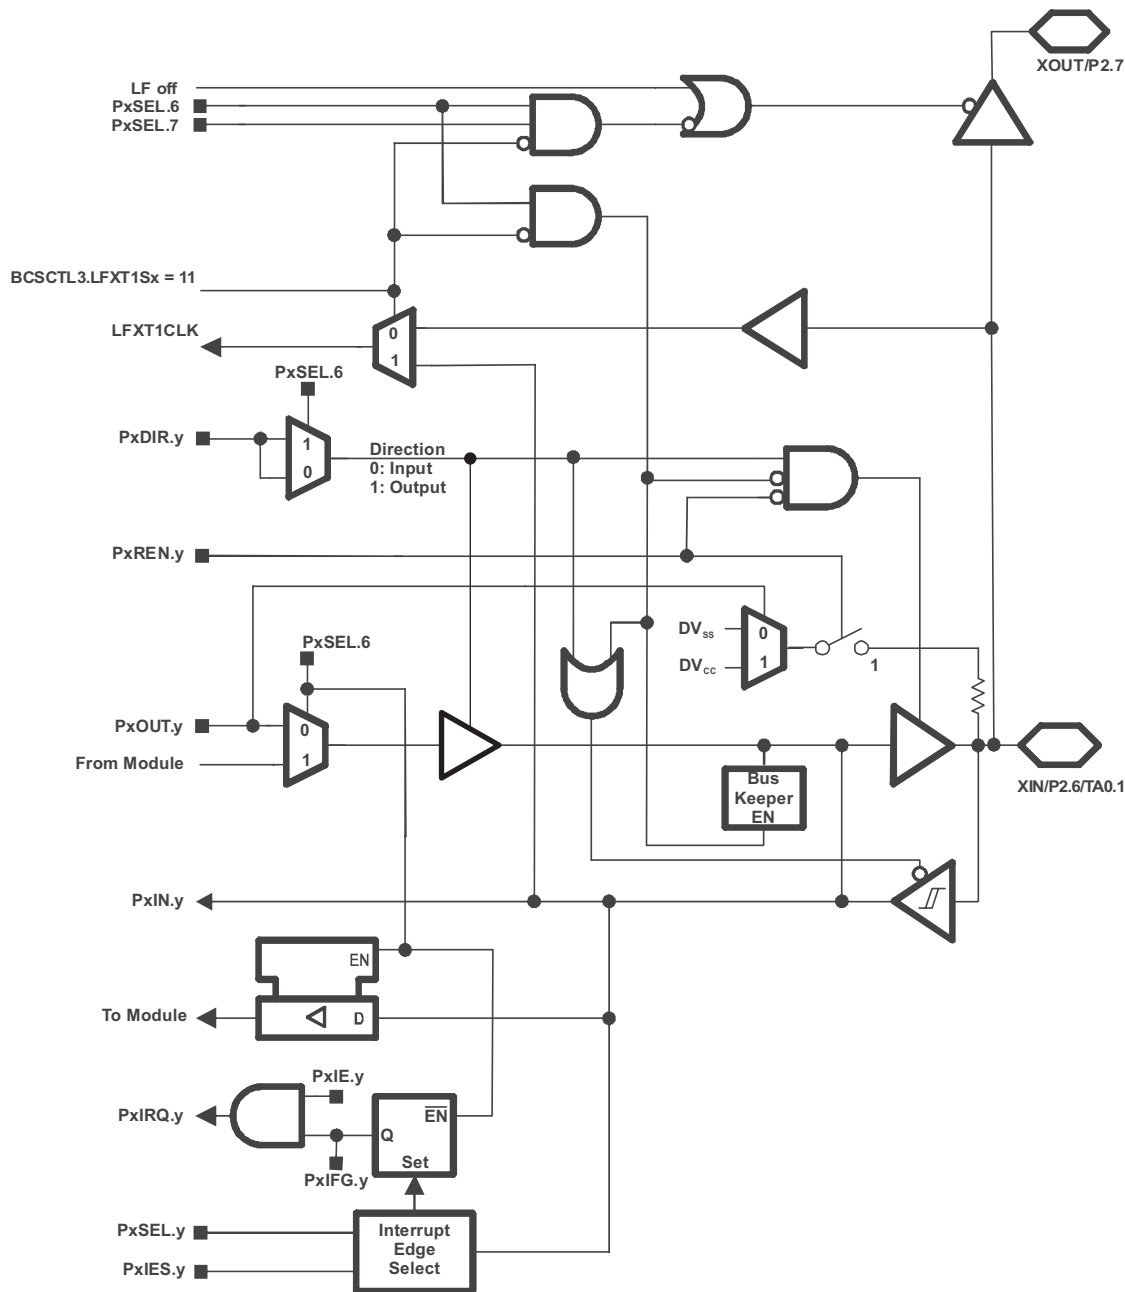 XOUT/P2.7
LF off
PxSEL.6
PxSEL.7
BCSCTL3.LFXT1Sx = 11
LFXT1CLK
0
1
PxSEL.6
PxDIR.y
1
0
Direction
0: Input
1: Output
PxREN.y
DVSS
DVCC
0
1
1
PxSEL.6
PxOUT.y
From Module
0
1
Bus
Keeper
EN
XIN/P2.6/TA0.1
PxIN.y
EN
To Module
D
PxIE.y
PxIRQ.y
EN
Q
Set
PxIFG.y
PxSEL.y
PxIES.y
Interrupt
Edge
Select